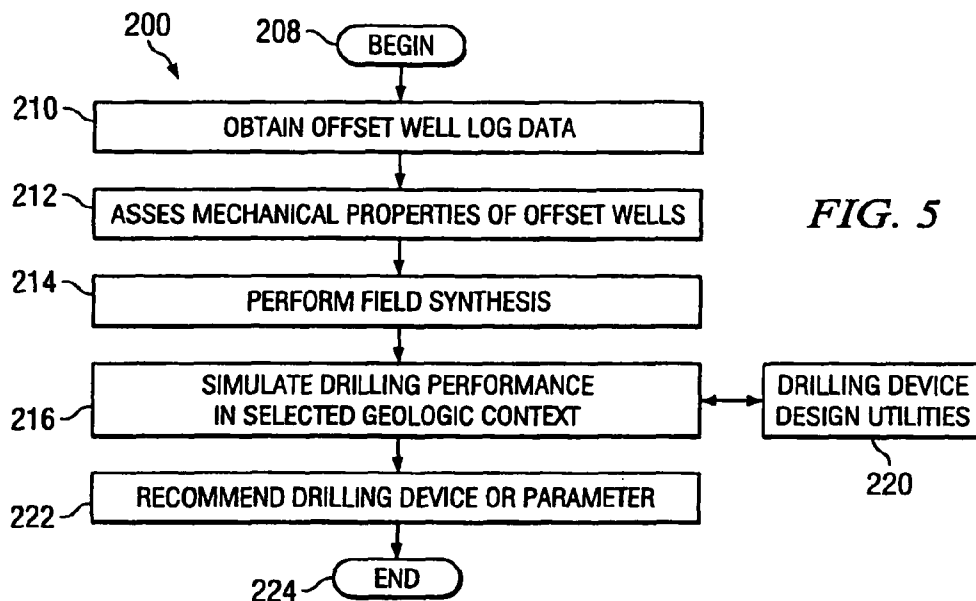 200
208
BEGIN
210
OBTAIN OFFSET WELL LOG DATA
212
ASSES MECHANICAL PROPERTIES OF OFFSET WELLS
FIG. 5
214
PERFORM FIELD SYNTHESIS
216
SIMULATE DRILLING PERFORMANCE
IN SELECTED GEOLOGIC CONTEXT
DRILLING DEVICE
DESIGN UTILITIES
220
222
RECOMMEND DRILLING DEVICE OR PARAMETER
224
END